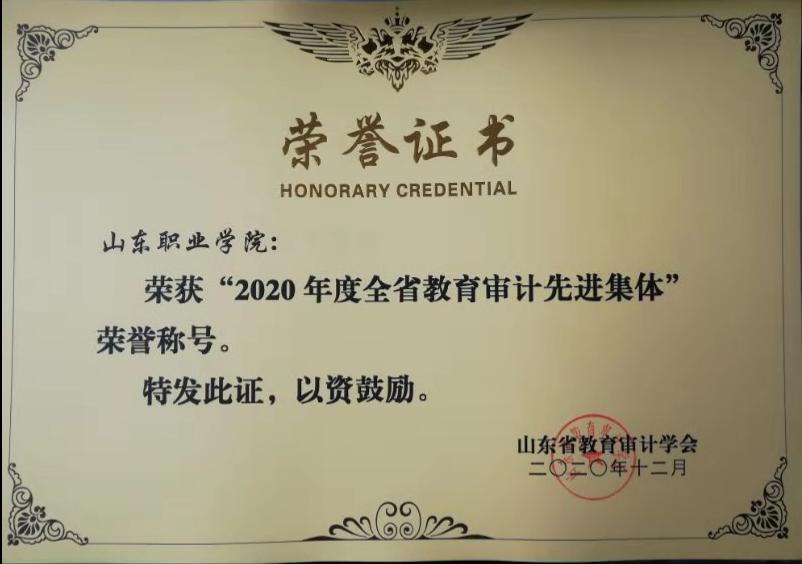 荣誉证书
HONORARY CREDENTIAL
山东职业学院：
荣获“2020年度全省教育审计先进集体”
荣誉称号。
特发此证，以资鼓励。
山东省教育审计学会
二〇二〇年十二月